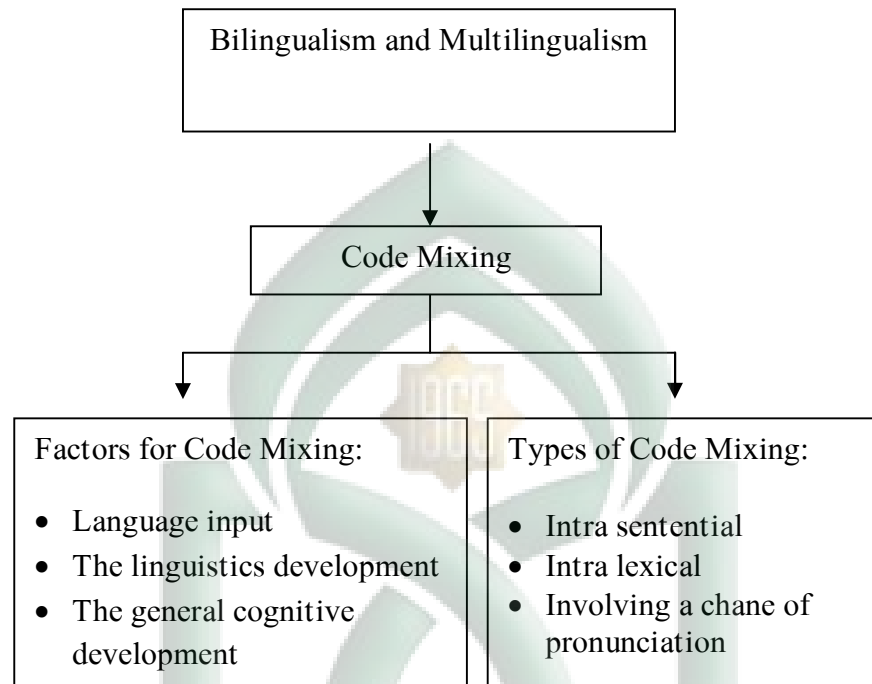 Bilingualism and Multilingualism
Code Mixing
Factors for Code Mixing:
• Language input
• The linguistics development
• The general cognitive
development
Types of Code Mixing:
• Intra sentential
• Intra lexical
• Involving a chane of
pronunciation